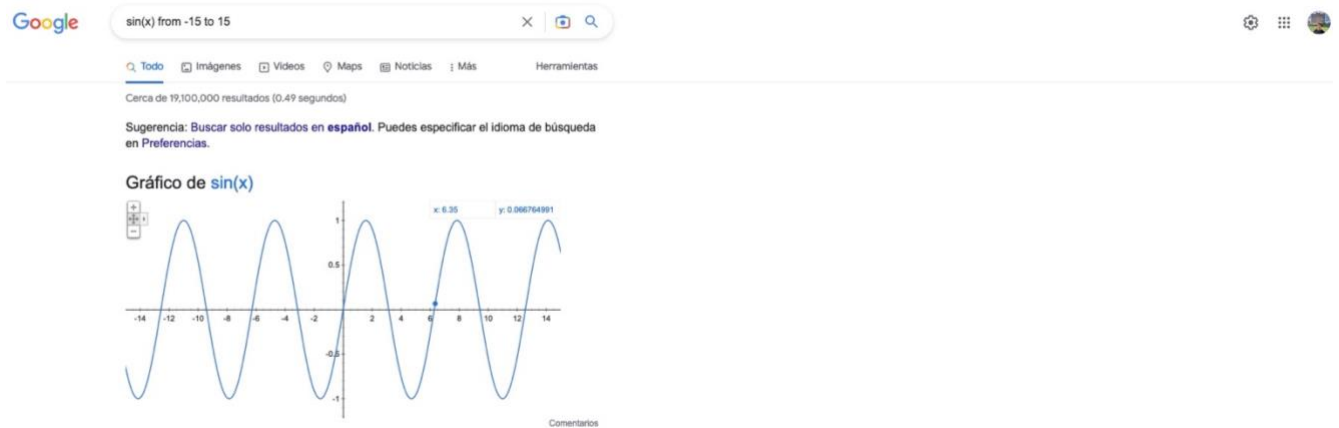 Google
sin(x) from -15 to 15
Todo Imágenes Videos Maps Noticias Más Herramientas
Cerca de 19,100,000 resultados (0.49 segundos)
Sugerencia: Buscar solo resultados en español. Puedes especificar el idioma de búsqueda
en Preferencias.
Gráfico de sin(x)
x: 6.35 y: 0.066764991
1
0.5
-14 -12 -10 -8 -6 -4 -2 2 4 6 8 10 12 14
-0.5
-1
Comentarios